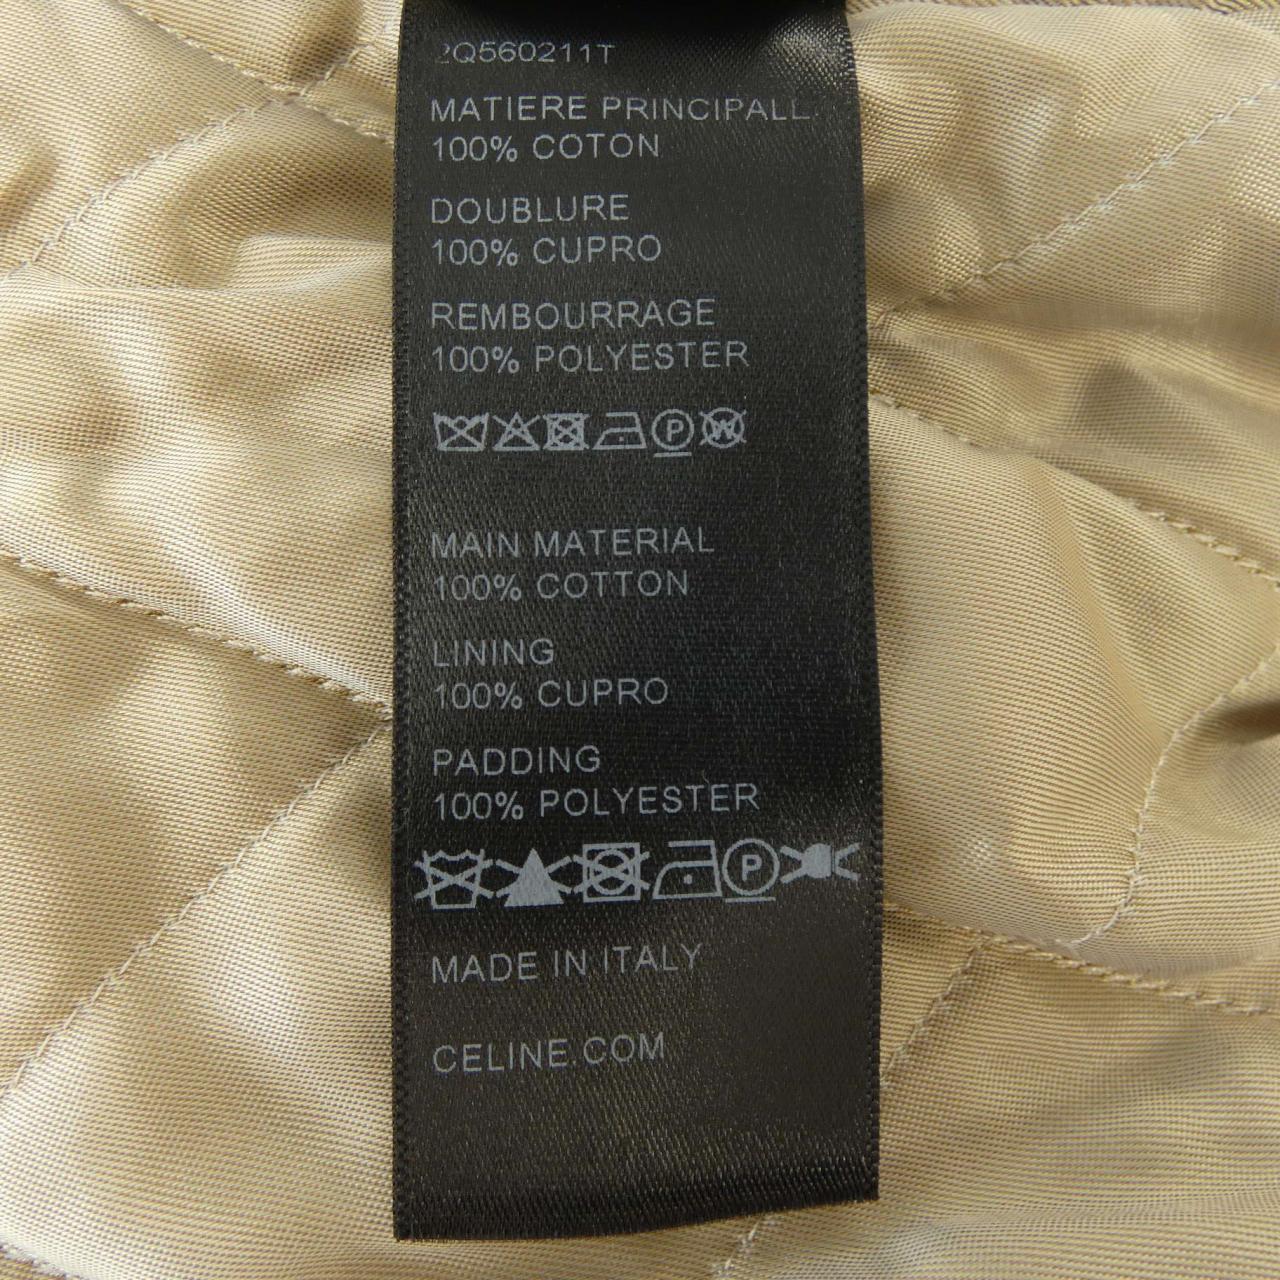 2Q560211T
MATIERE PRINCIPALE
100% COTON
DOUBLURE
100% CUPRO
REMBOURRAGE
100% POLYESTER
P W
MAIN MATERIAL
100% COTTON
LINING
100% CUPRO
PADDING
100% POLYESTER
P
MADE IN ITALY
CELINE.COM